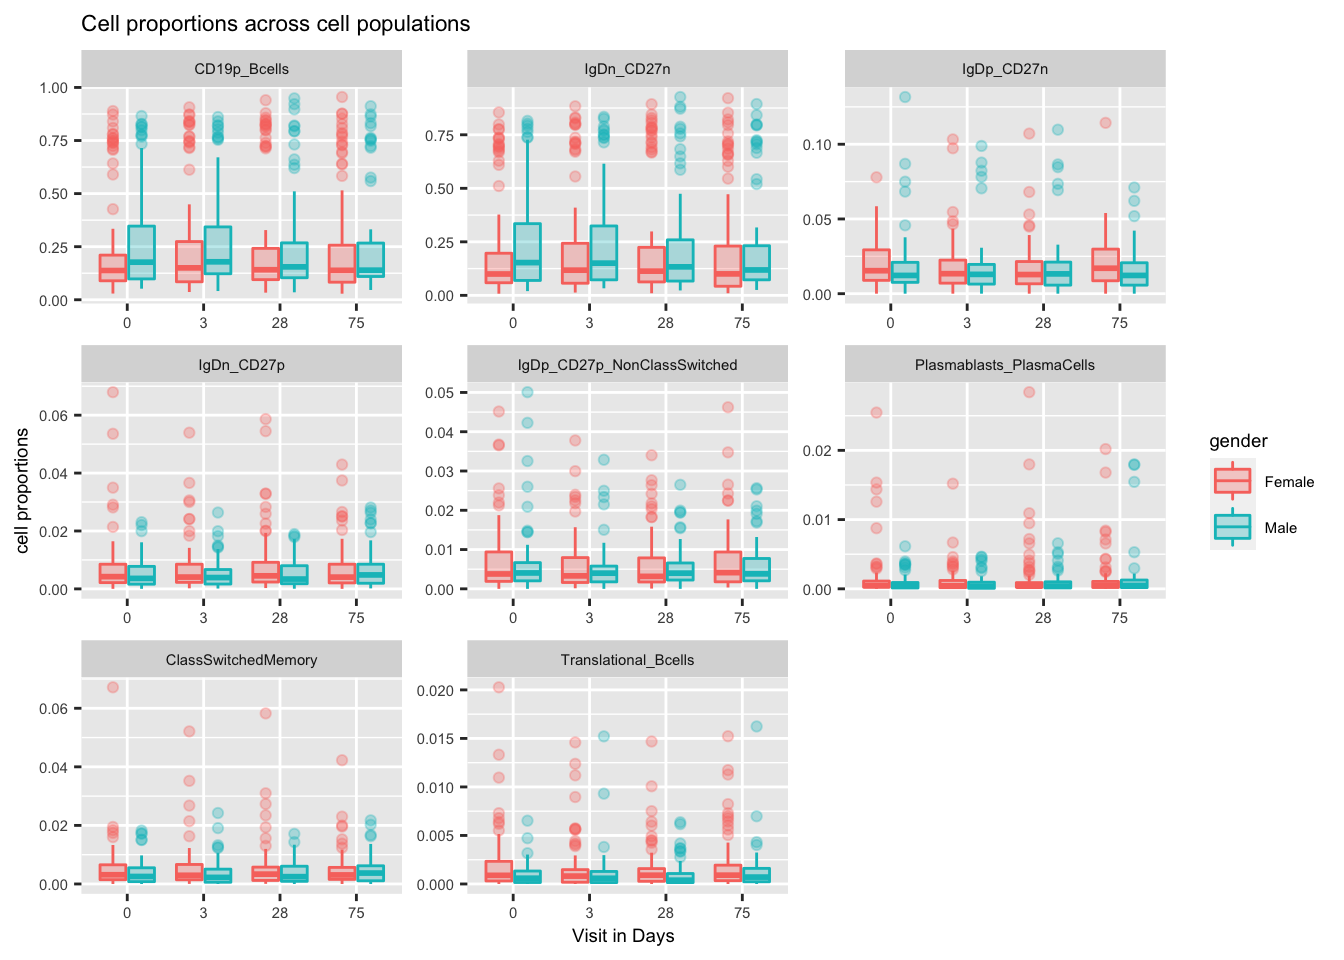 Cell proportions across cell populations
CD19p_Bcells
IgDn_CD27n
IgDp_CD27n
1.00
0.75
0.50
0.25
0.00
0.75
0.50
0.25
0.00
0.10
0.05
0.00
0 3 28 75
0 3 28 75
0 3 28 75
IgDn_CD27p
IgDp_CD27p_NonClassSwitched
Plasmablasts_PlasmaCells
0.06
0.04
0.02
0.00
0.05
0.04
0.03
0.02
0.01
0.00
0.02
0.01
0.00
0 3 28 75
0 3 28 75
0 3 28 75
ClassSwitchedMemory
Translational_Bcells
0.06
0.04
0.02
0.00
0.020
0.015
0.010
0.005
0.000
0 3 28 75
0 3 28 75
cell proportions
Visit in Days
gender
Female
Male